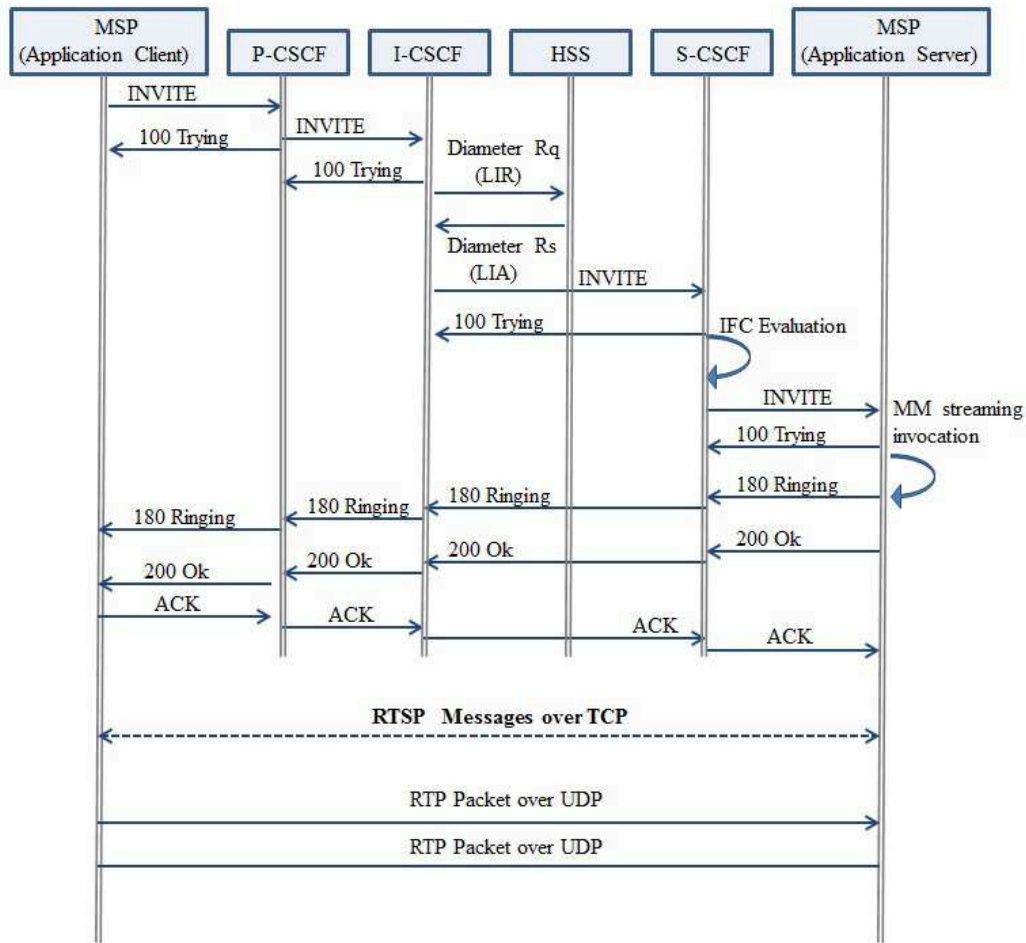 MSP
(Application Client)
P-CSCF
I-CSCF
HSS
S-CSCF
MSP
(Application Server)
INVITE
100 Trying
INVITE
100 Trying
Diameter Rq
(LIR)
Diameter Rs
(LIA)
INVITE
100 Trying
IFC Evaluation
INVITE
100 Trying
MM streaming
invocation
180 Ringing
180 Ringing
180 Ringing
180 Ringing
200 Ok
200 Ok
200 Ok
200 Ok
ACK
ACK
ACK
ACK
RTSP Messages over TCP
RTP Packet over UDP
RTP Packet over UDP